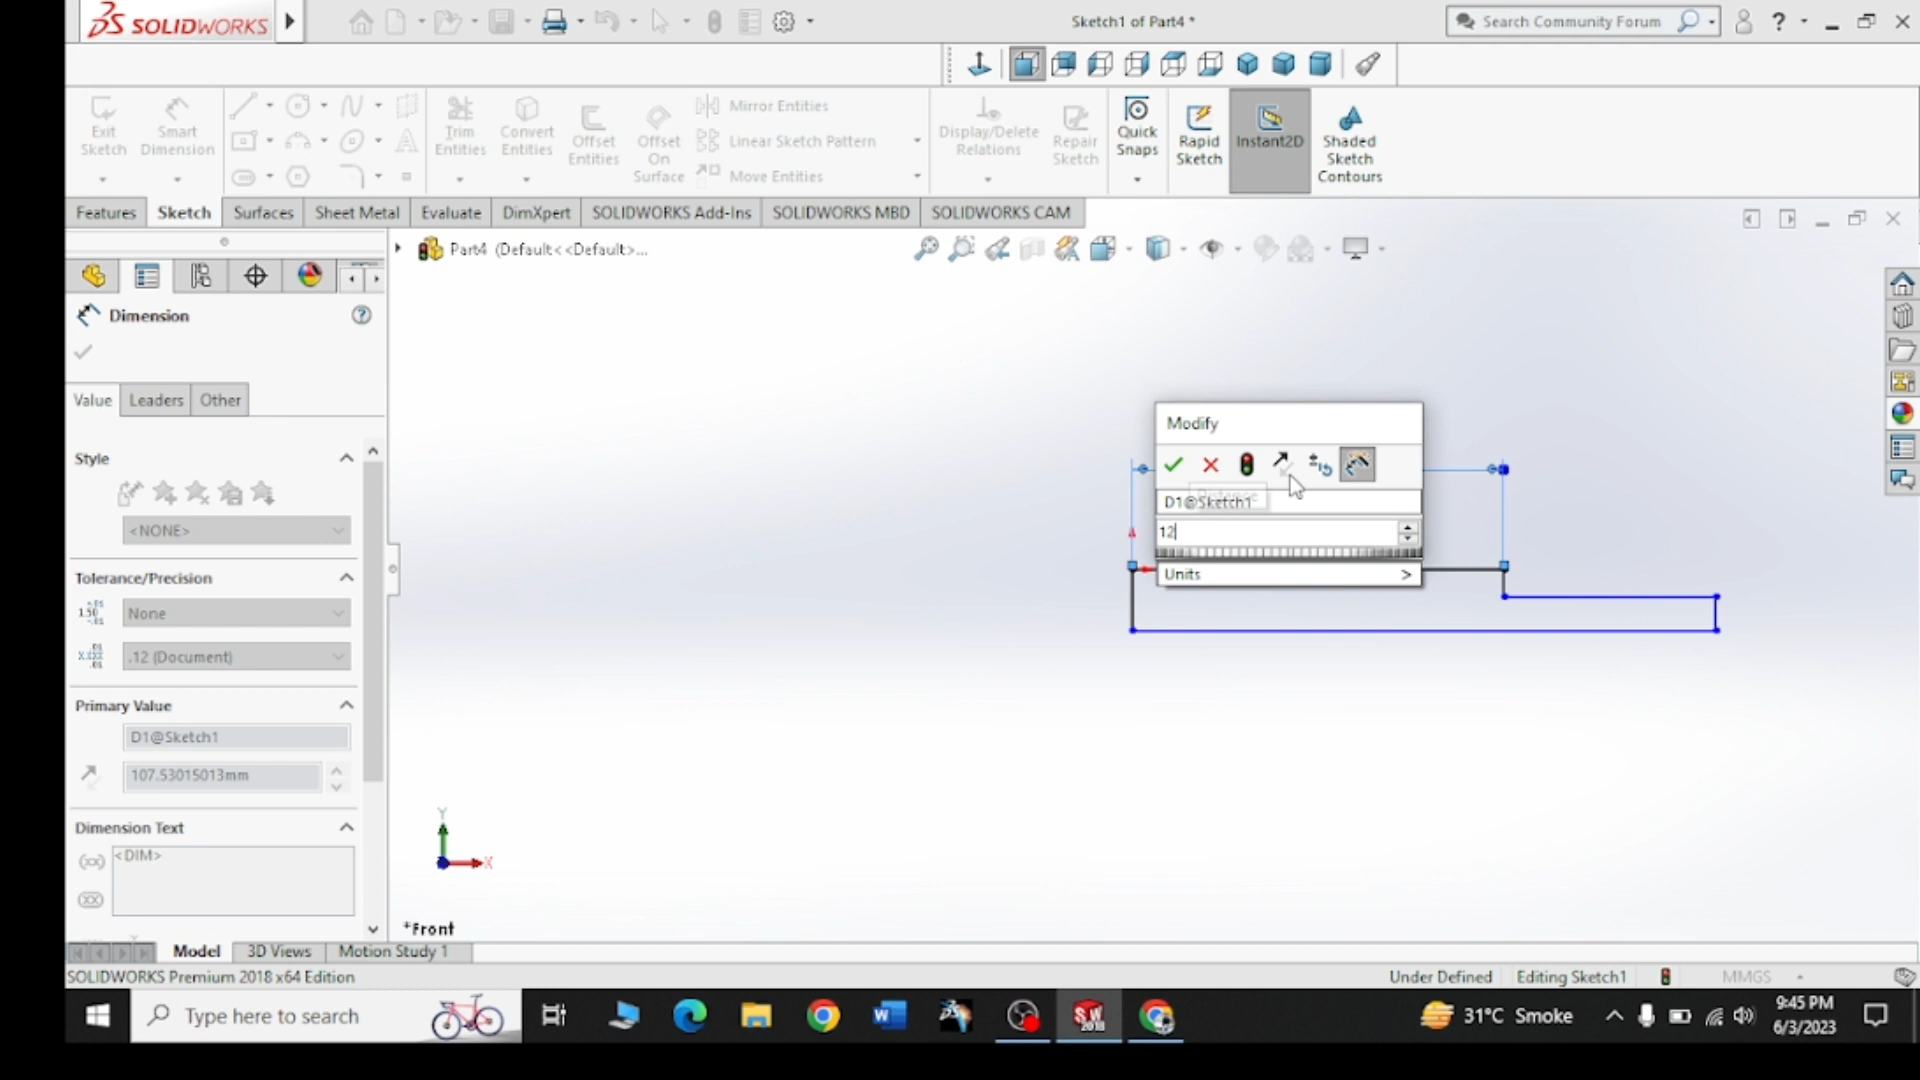 SOLIDWORKS
Sketch1 of Part4 *
Search Community Forum
?
Exit Sketch
Smart Dimension
Trim Entities
Convert Entities
Offset Entities
Offset On Surface
Mirror Entities
Linear Sketch Pattern
Move Entities
Display/Delete Relations
Repair Sketch
Quick Snaps
Rapid Sketch
Instant2D
Shaded Sketch Contours
Features
Sketch
Surfaces
Sheet Metal
Evaluate
DimXpert
SOLIDWORKS Add-Ins
SOLIDWORKS MBD
SOLIDWORKS CAM
Part4 (Default<<Default>...
Dimension
?
Value
Leaders
Other
Style
<NONE>
Tolerance/Precision
None
.12 (Document)
Primary Value
D1@Sketch1
107.53015013mm
Dimension Text
<DIM>
Modify
D1@Sketch1
12
Units >
Y
X
*Front
Model
3D Views
Motion Study 1
SOLIDWORKS Premium 2018 x64 Edition
Under Defined
Editing Sketch1
MMGS
Type here to search
31°C Smoke
9:45 PM
6/3/2023